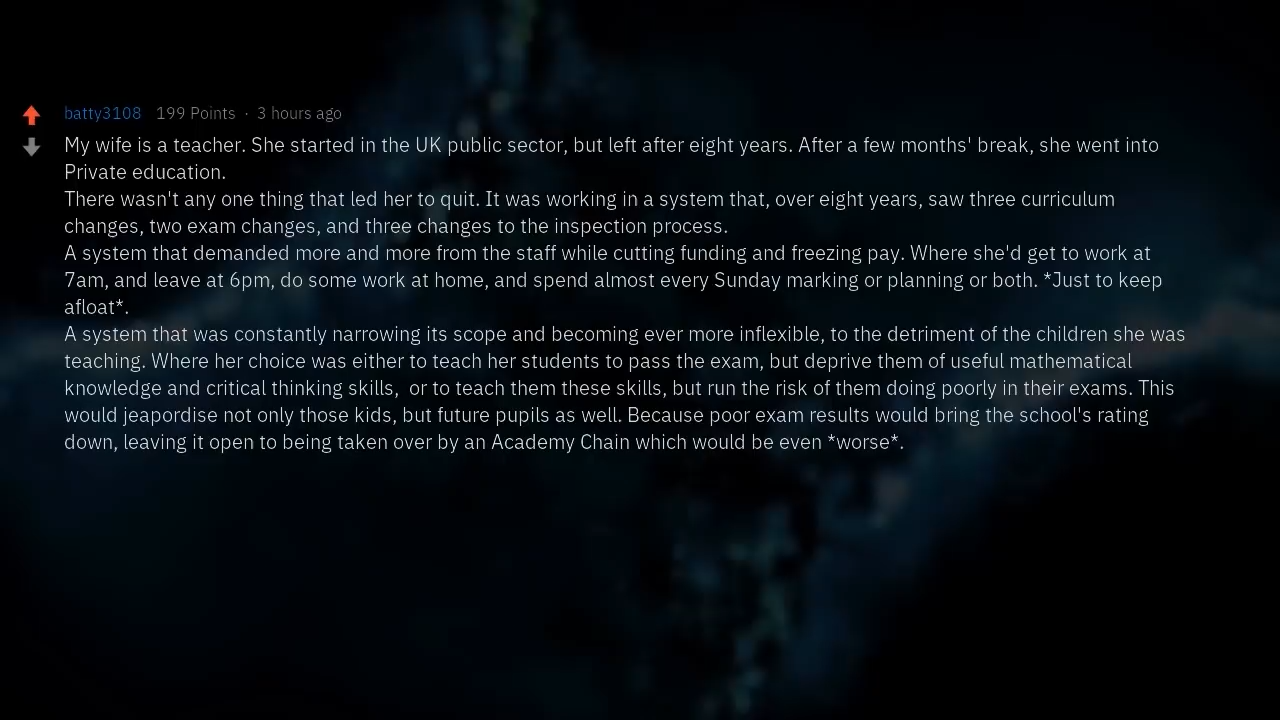 batty3108 199 Points · 3 hours ago
My wife is a teacher. She started in the UK public sector, but left after eight years. After a few months' break, she went into
Private education.
There wasn't any one thing that led her to quit. It was working in a system that, over eight years, saw three curriculum
changes, two exam changes, and three changes to the inspection process.
A system that demanded more and more from the staff while cutting funding and freezing pay. Where she'd get to work at
7am, and leave at 6pm, do some work at home, and spend almost every Sunday marking or planning or both. *Just to keep
afloat*.
A system that was constantly narrowing its scope and becoming ever more inflexible, to the detriment of the children she was
teaching. Where her choice was either to teach her students to pass the exam, but deprive them of useful mathematical
knowledge and critical thinking skills,  or to teach them these skills, but run the risk of them doing poorly in their exams. This
would jeapordise not only those kids, but future pupils as well. Because poor exam results would bring the school's rating
down, leaving it open to being taken over by an Academy Chain which would be even *worse*.